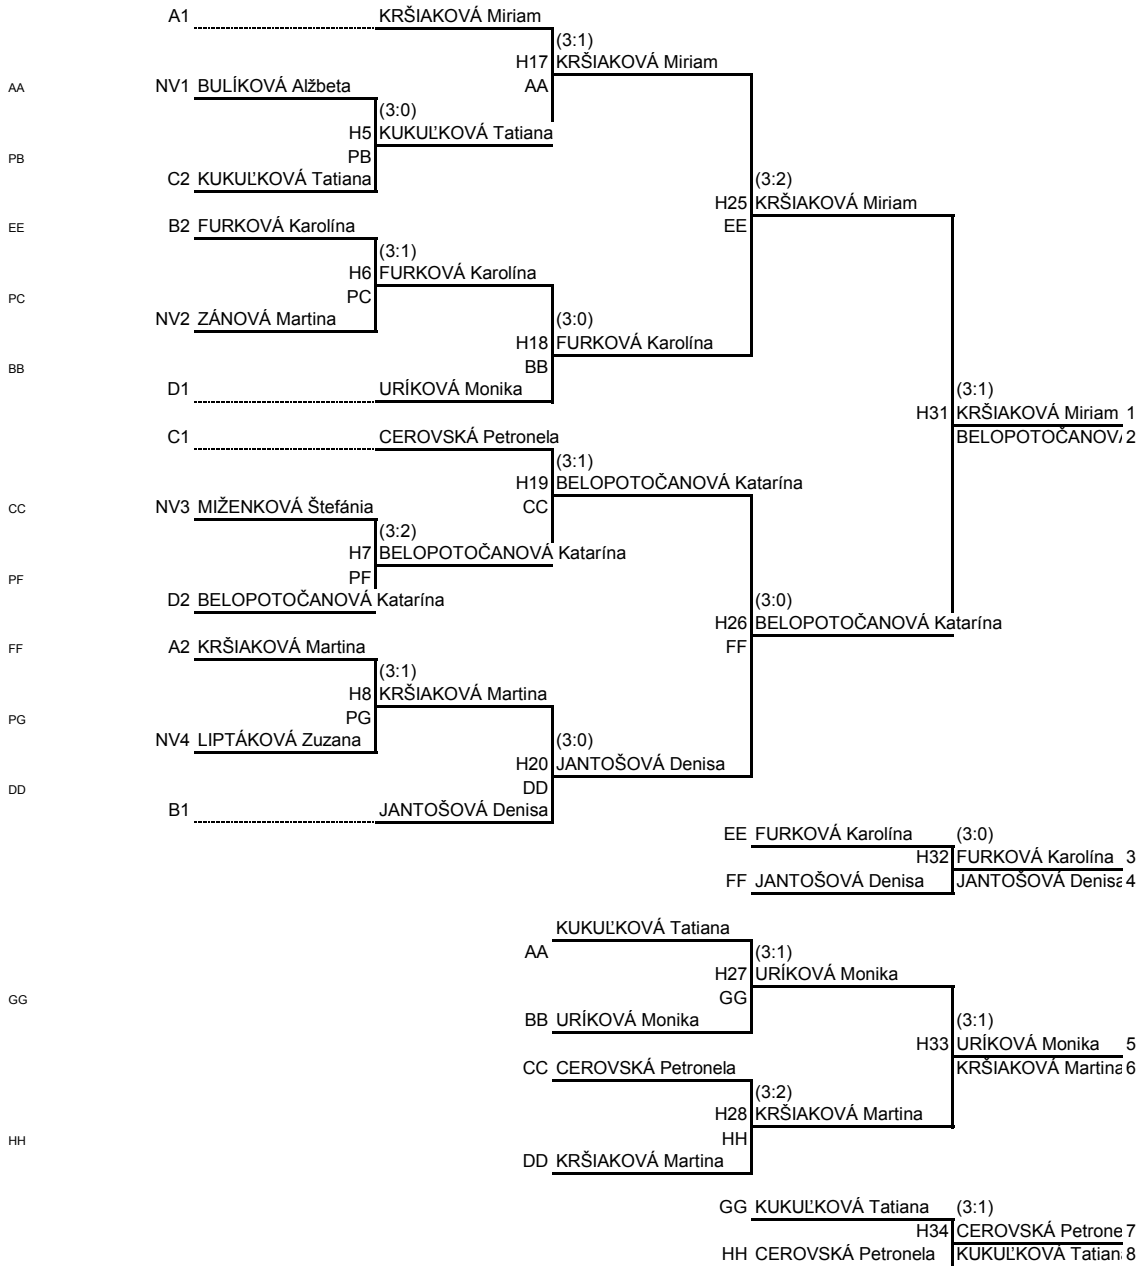 A1 KRŠIAKOVÁ Miriam
(3:1)
H17 KRŠIAKOVÁ Miriam
AA NV1 BULÍKOVÁ Alžbeta AA
(3:0)
H5 KUKUĽKOVÁ Tatiana
PB PB
C2 KUKUĽKOVÁ Tatiana (3:2)
H25 KRŠIAKOVÁ Miriam
EE B2 FURKOVÁ Karolína EE
(3:1)
H6 FURKOVÁ Karolína
PC PC
NV2 ZÁNOVÁ Martina (3:0)
H18 FURKOVÁ Karolína
BB BB
D1 URÍKOVÁ Monika (3:1)
H31 KRŠIAKOVÁ Miriam 1
C1 CEROVSKÁ Petronela BELOPOTOČANOV 2
(3:1)
H19 BELOPOTOČANOVÁ Katarína
CC NV3 MIŽENKOVÁ Štefánia CC
(3:2)
H7 BELOPOTOČANOVÁ Katarína
PF PF
D2 BELOPOTOČANOVÁ Katarína (3:0)
H26 BELOPOTOČANOVÁ Katarína
FF A2 KRŠIAKOVÁ Martina FF
(3:1)
H8 KRŠIAKOVÁ Martina
PG PG
NV4 LIPTÁKOVÁ Zuzana (3:0)
H20 JANTOŠOVÁ Denisa
DD DD
B1 JANTOŠOVÁ Denisa
EE FURKOVÁ Karolína (3:0)
H32 FURKOVÁ Karolína 3
FF JANTOŠOVÁ Denisa JANTOŠOVÁ Denisa 4
KUKUĽKOVÁ Tatiana
AA (3:1)
H27 URÍKOVÁ Monika
GG GG
BB URÍKOVÁ Monika (3:1)
H33 URÍKOVÁ Monika 5
CC CEROVSKÁ Petronela KRŠIAKOVÁ Martina 6
(3:2)
H28 KRŠIAKOVÁ Martina
HH HH
DD KRŠIAKOVÁ Martina
GG KUKUĽKOVÁ Tatiana (3:1)
H34 CEROVSKÁ Petrone 7
HH CEROVSKÁ Petronela KUKUĽKOVÁ Tatian 8